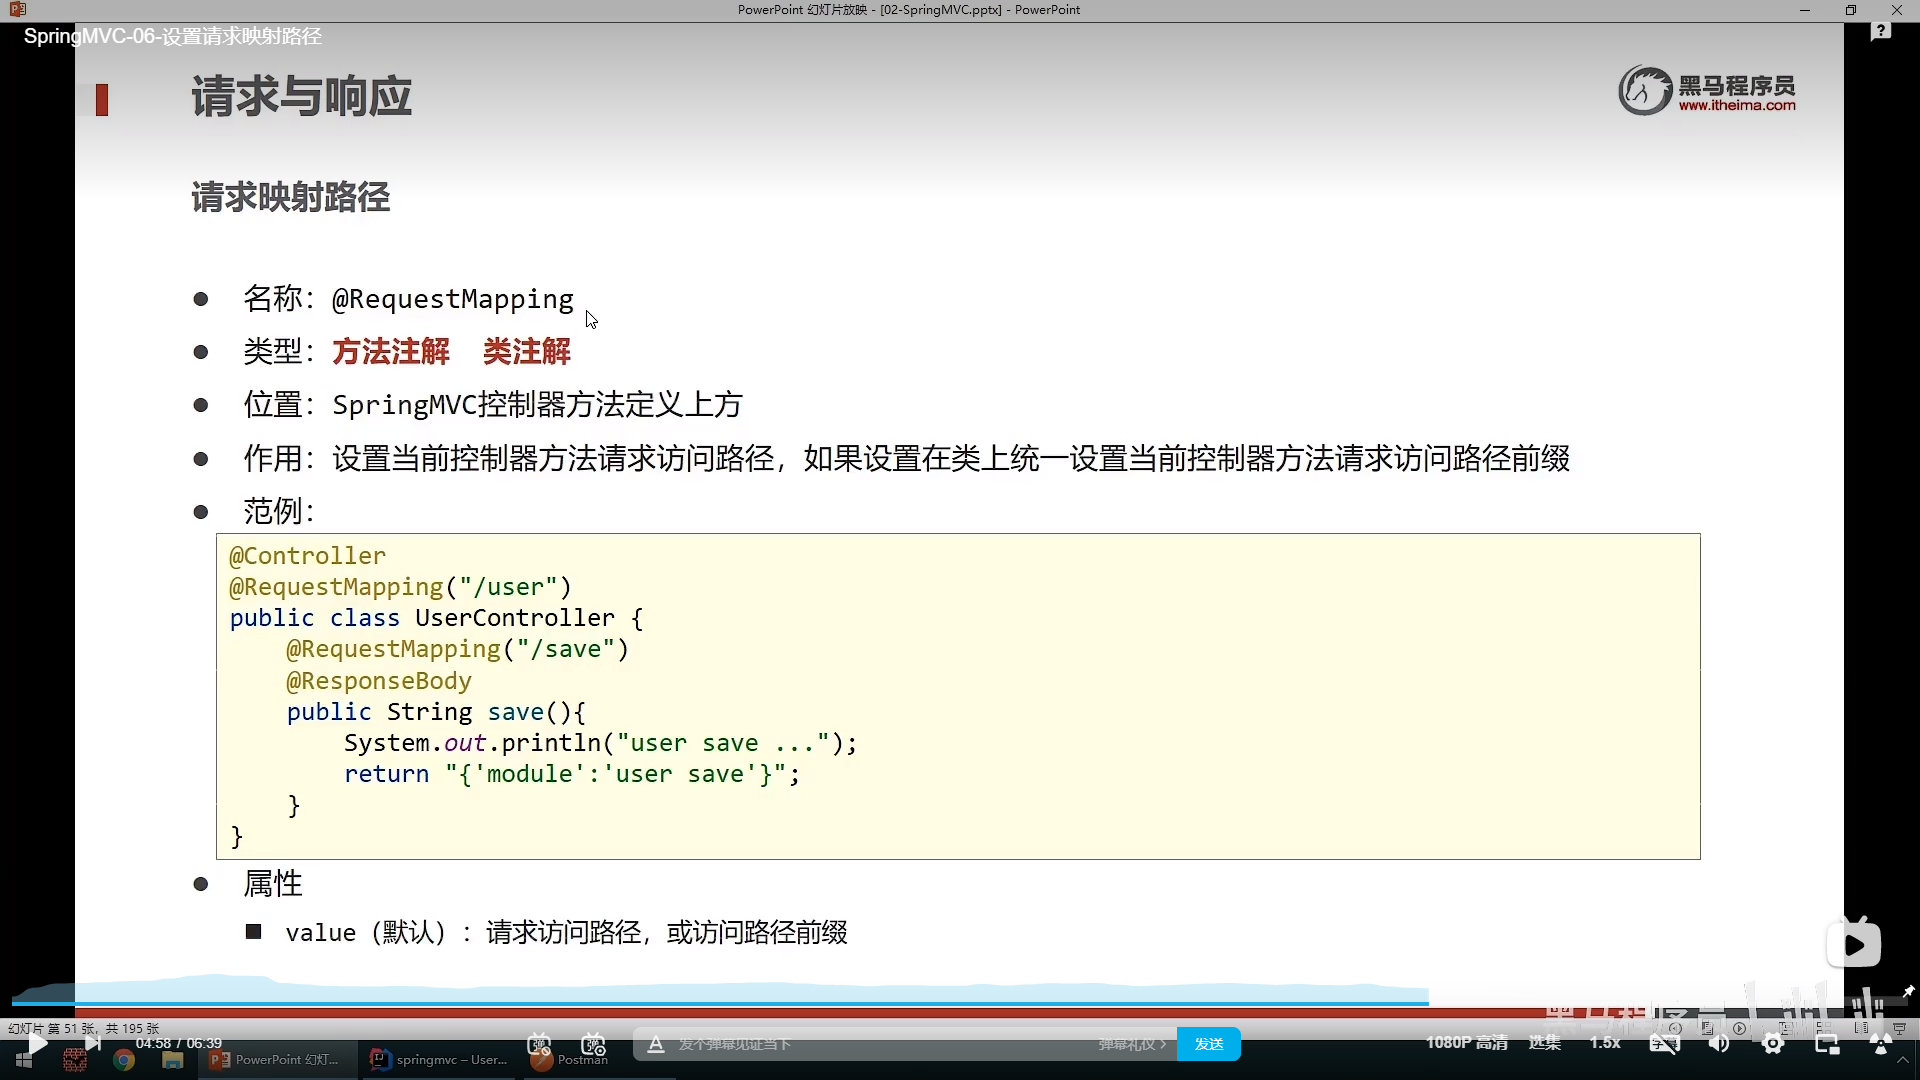 PowerPoint 幻灯片放映 - [02-SpringMVC.pptx] - PowerPoint
SpringMVC-06-设置请求映射路径
请求与响应
黑马程序员
www.itheima.com
请求映射路径
● 名称：@RequestMapping
● 类型：方法注解 类注解
● 位置：SpringMVC控制器方法定义上方
● 作用：设置当前控制器方法请求访问路径，如果设置在类上统一设置当前控制器方法请求访问路径前缀
● 范例：
@Controller
@RequestMapping("/user")
public class UserController {
    @RequestMapping("/save")
    @ResponseBody
    public String save(){
        System.out.println("user save ...");
        return "{'module':'user save'}";
    }
}
● 属性
■ value（默认）：请求访问路径，或访问路径前缀
幻灯片 第 51 张，共 195 张
04:58 / 06:39
发个弹幕见证当下
弹幕礼仪 >
发送
1080P 高清
选集
1.5x
PowerPoint 幻灯...
springmvc – User...
Postman